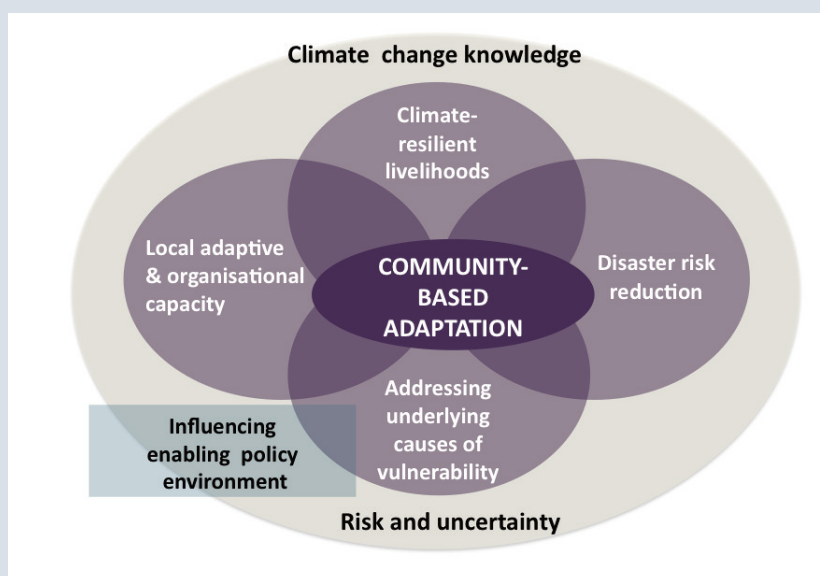 Climate change knowledge
Climate-
resilient
livelihoods
Local adaptive
& organisational
capacity
COMMUNITY-
BASED
ADAPTATION
Disaster risk
reduction
Addressing
underlying
causes of
vulnerability
Influencing
enabling policy
environment
Risk and uncertainty